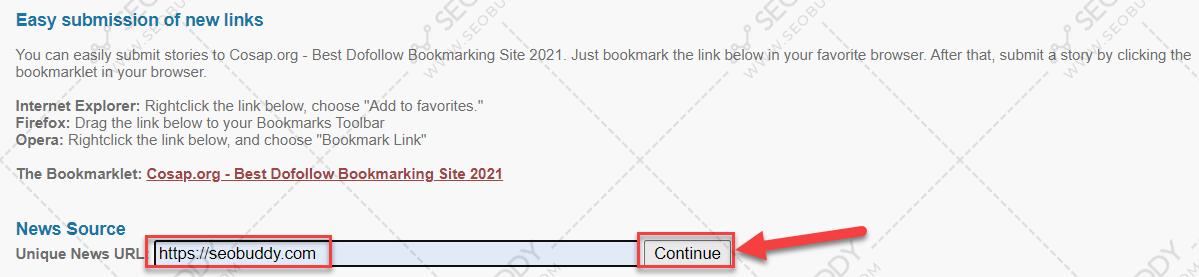 Easy submission of new links
You can easily submit stories to Cosap.org - Best Dofollow Bookmarking Site 2021. Just bookmark the link below in your favorite browser. After that, submit a story by clicking the
bookmarklet in your browser.
Internet Explorer: Rightclick the link below, choose "Add to favorites."
Firefox: Drag the link below to your Bookmarks Toolbar
Opera: Rightclick the link below, and choose "Bookmark Link"
The Bookmarklet: Cosap.org - Best Dofollow Bookmarking Site 2021
News Source
Unique News URL: https://seobuddy.com Continue